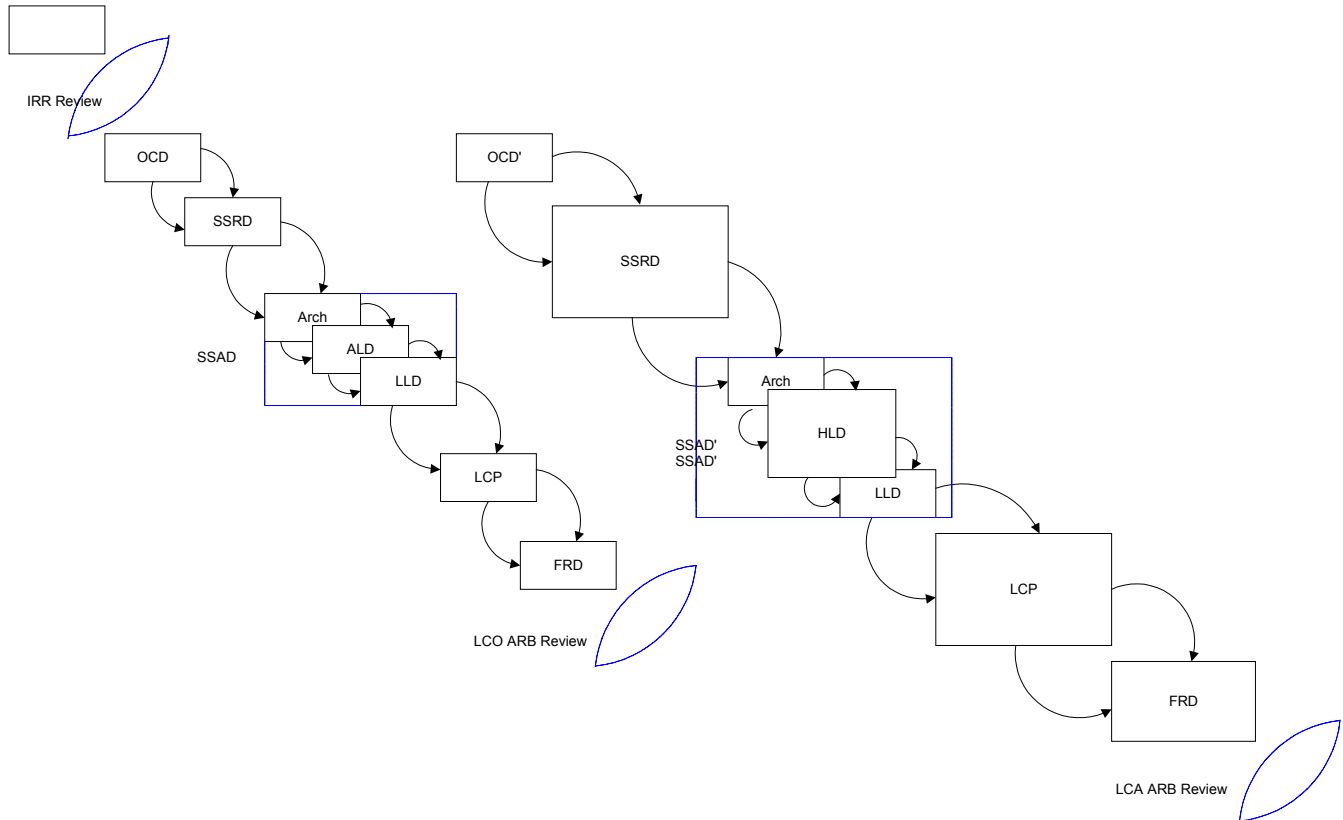 IRR Review
OCD
SSRD
Arch
ALD
LLD
SSAD
LCP
FRD
LCO ARB Review
OCD'
SSRD
Arch
HLD
LLD
SSAD'
SSAD'
LCP
FRD
LCA ARB Review